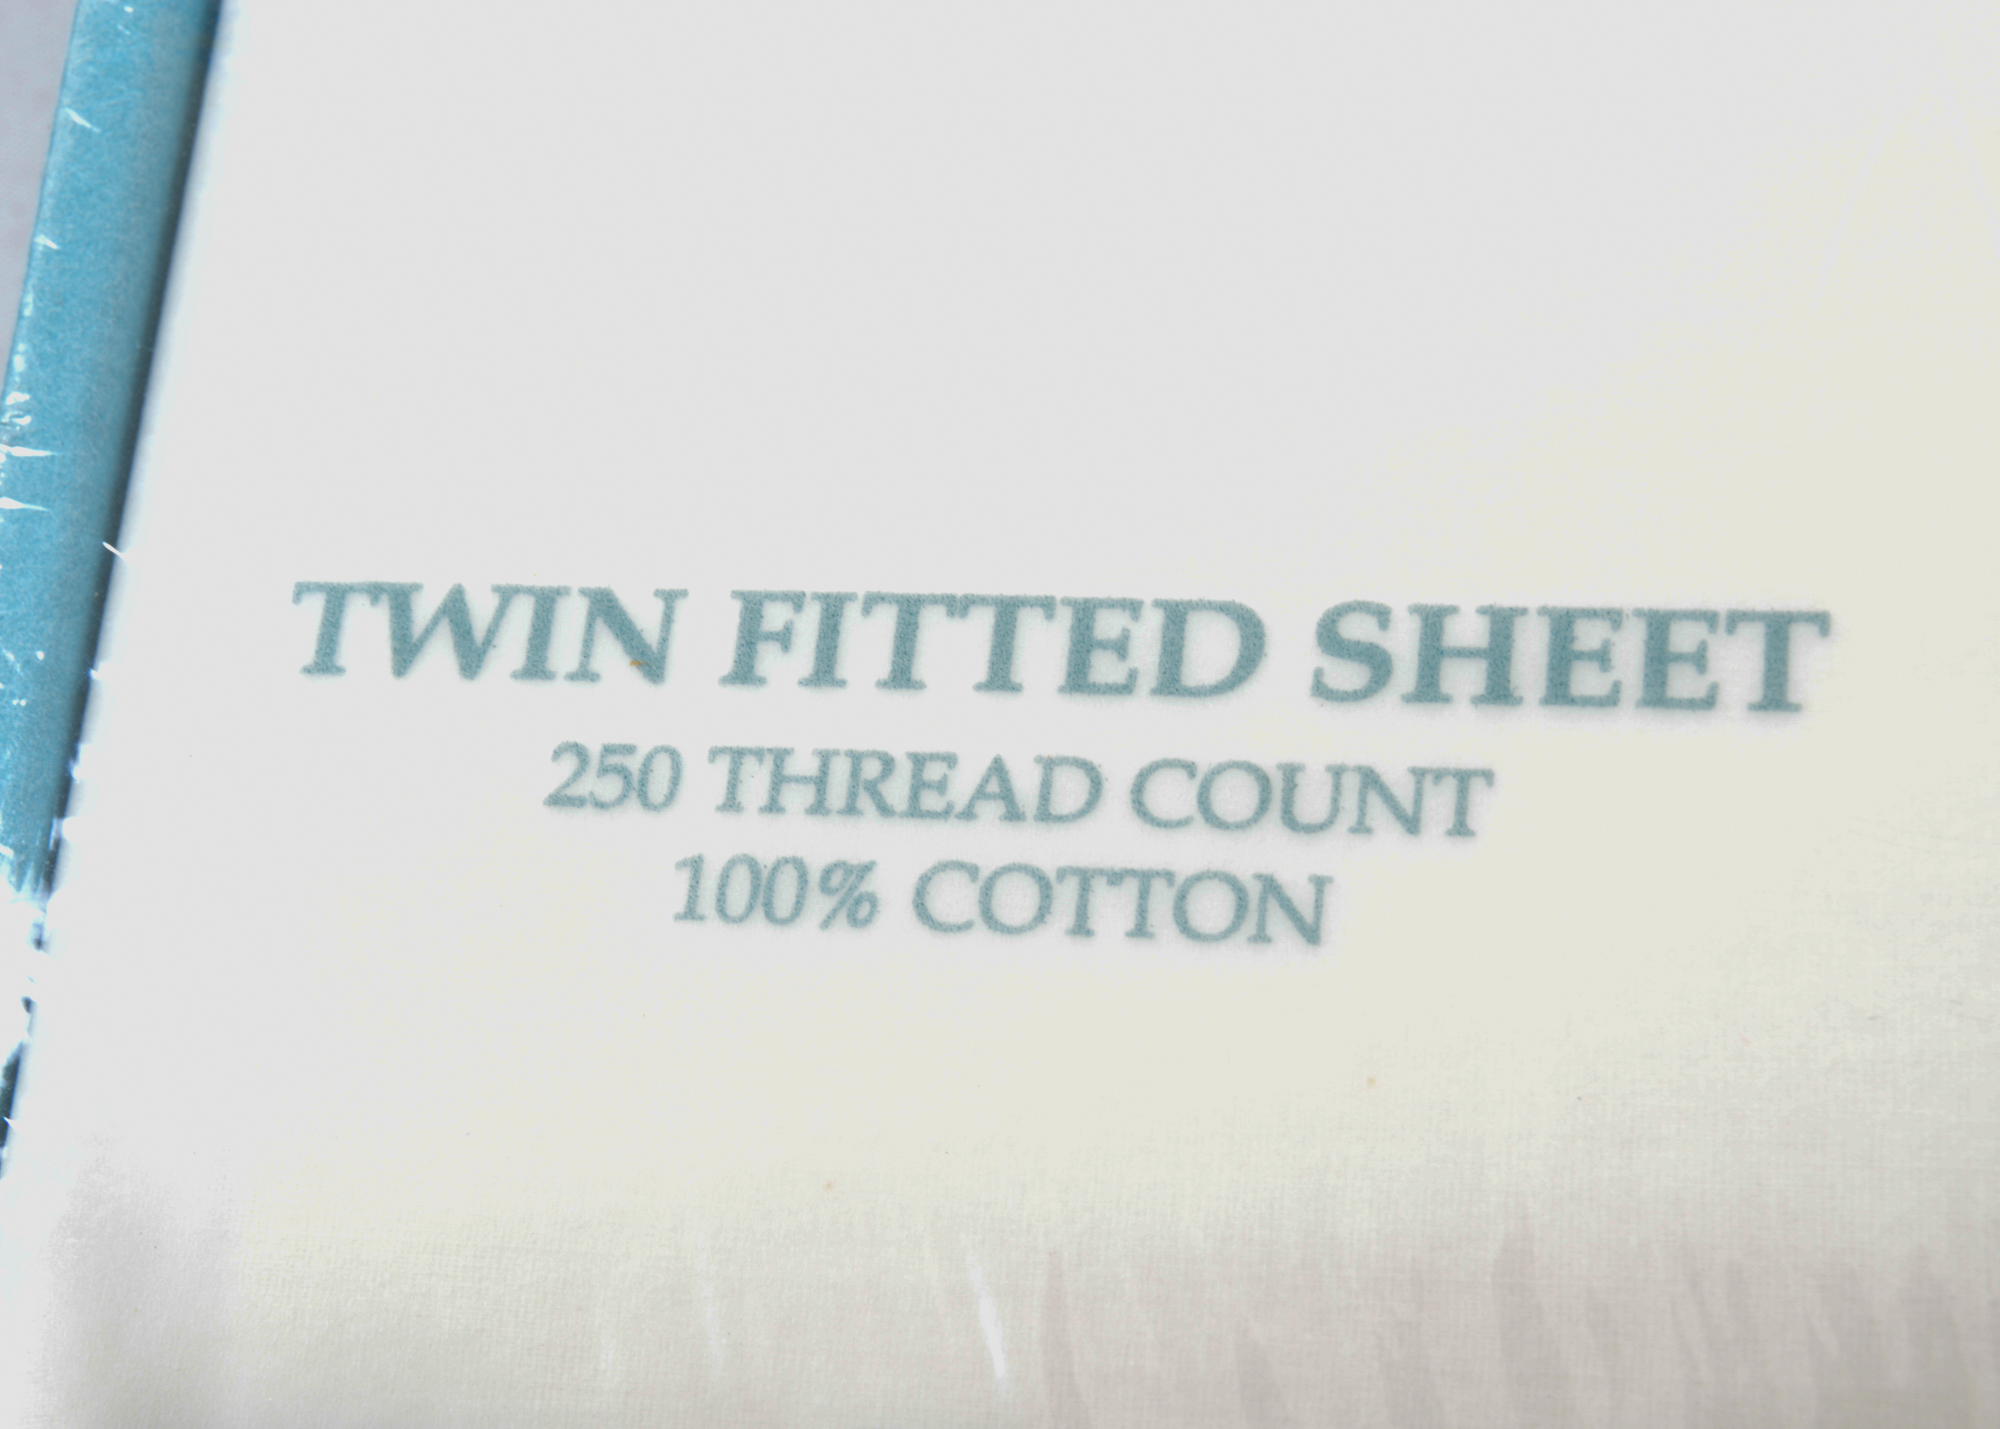 TWIN FITTED SHEET
250 THREAD COUNT
100% COTTON